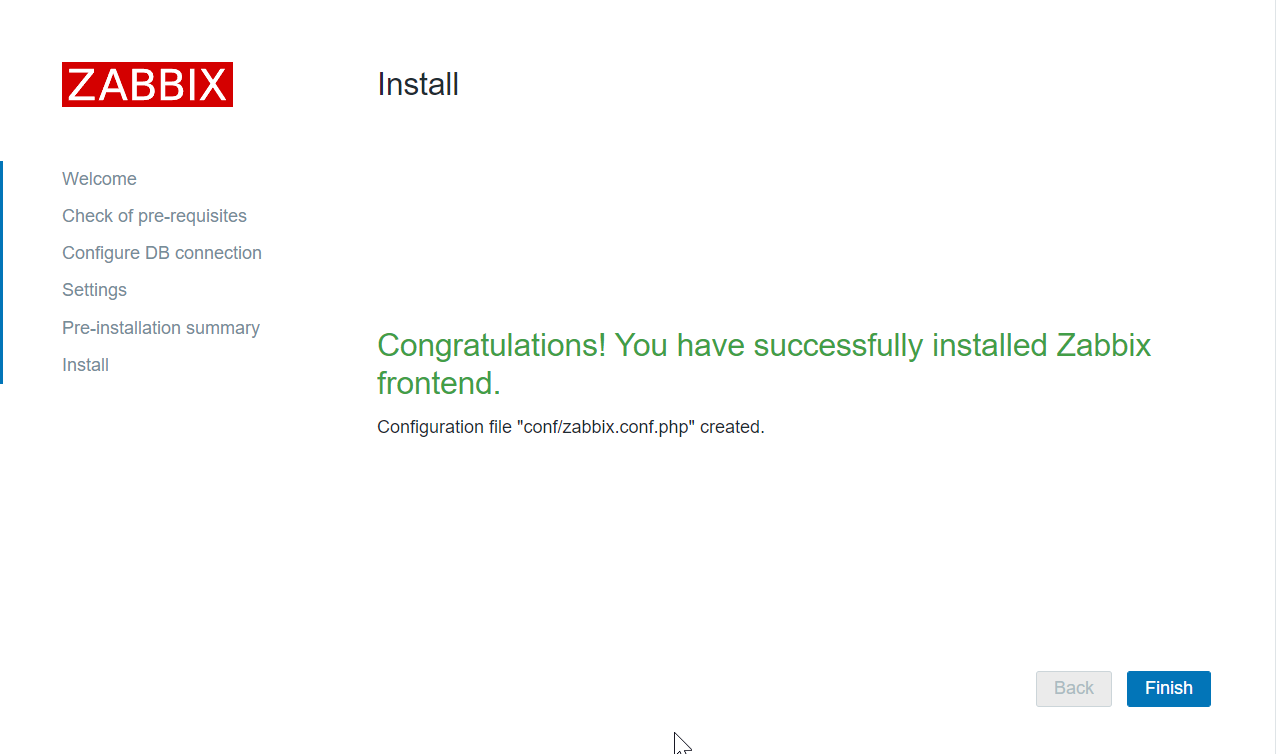 ZABBIX
Install
Welcome
Check of pre-requisites
Configure DB connection
Settings
Pre-installation summary
Install
Congratulations! You have successfully installed Zabbix
frontend.
Configuration file "conf/zabbix.conf.php" created.
Back
Finish